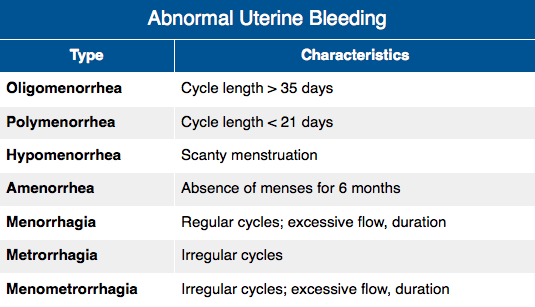 Abnormal Uterine Bleeding
Type Characteristics
Oligomenorrhea Cycle length > 35 days
Polymenorrhea Cycle length < 21 days
Hypomenorrhea Scanty menstruation
Amenorrhea Absence of menses for 6 months
Menorrhagia Regular cycles; excessive flow, duration
Metrorrhagia Irregular cycles
Menometrorrhagia Irregular cycles; excessive flow, duration